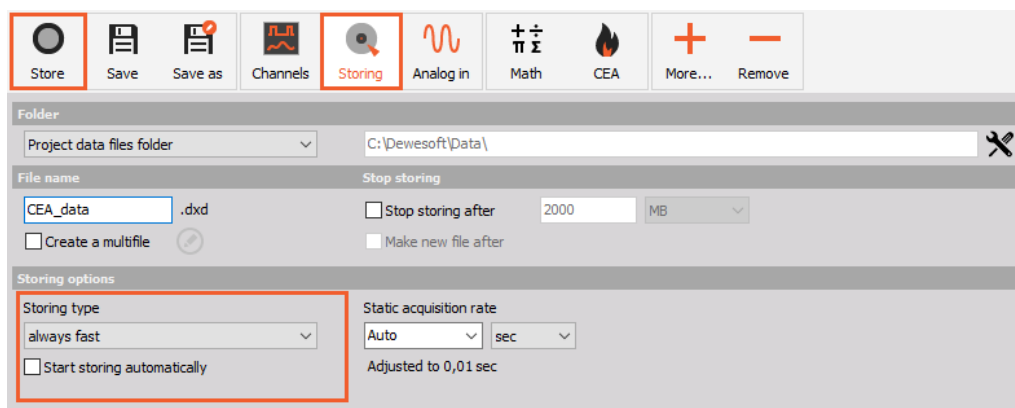 Store Save Save as Channels Storing Analog in Math CEA More... Remove
Folder
Project data files folder C:\Dewesoft\Data\
File name Stop storing
CEA_data .dxd Stop storing after 2000 MB
Create a multifile Make new file after
Storing options
Storing type Static acquisition rate
always fast Auto sec
Start storing automatically Adjusted to 0,01 sec